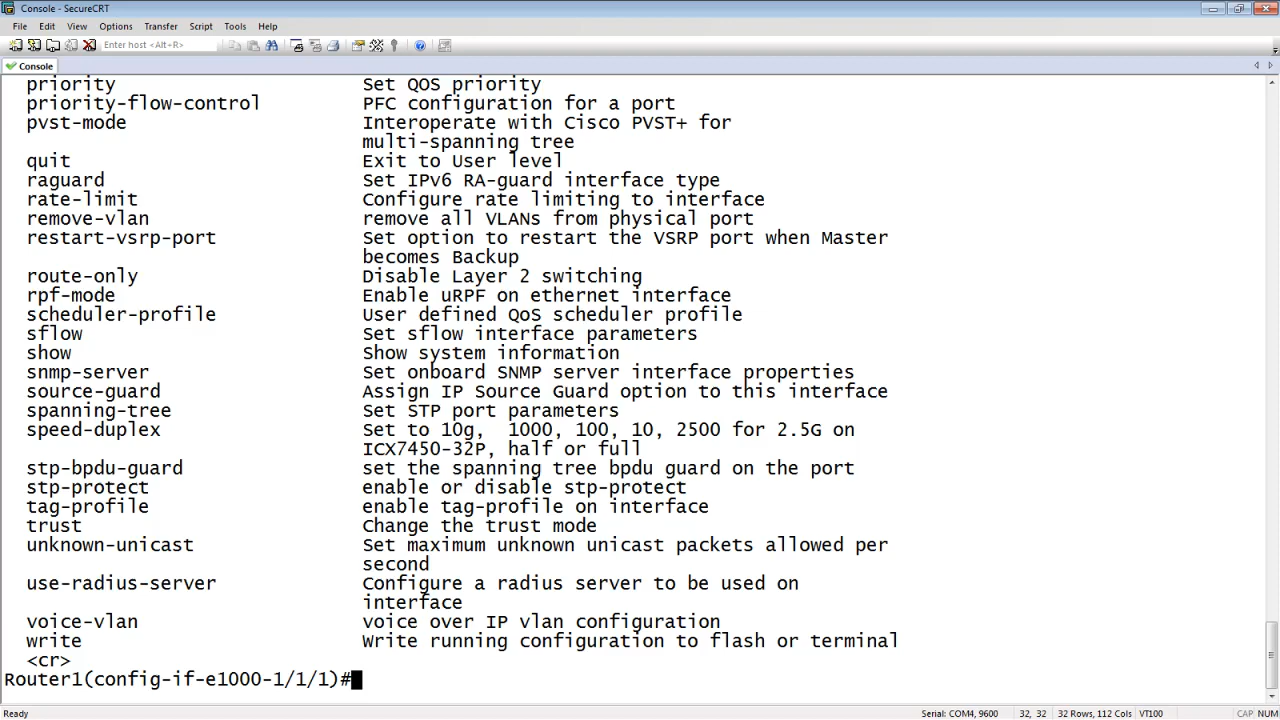 Console - SecureCRT
File Edit View Options Transfer Script Tools Help
Enter host <Alt+R>
Console
priority Set QOS priority
priority-flow-control PFC configuration for a port
pvst-mode Interoperate with Cisco PVST+ for
multi-spanning tree
quit Exit to User level
raguard Set IPv6 RA-guard interface type
rate-limit Configure rate limiting to interface
remove-vlan remove all VLANs from physical port
restart-vsrp-port Set option to restart the VSRP port when Master
becomes Backup
route-only Disable Layer 2 switching
rpf-mode Enable uRPF on ethernet interface
scheduler-profile User defined QoS scheduler profile
sflow Set sflow interface parameters
show Show system information
snmp-server Set onboard SNMP server interface properties
source-guard Assign IP Source Guard option to this interface
spanning-tree Set STP port parameters
speed-duplex Set to 10g, 1000, 100, 10, 2500 for 2.5G on
ICX7450-32P, half or full
stp-bpdu-guard set the spanning tree bpdu guard on the port
stp-protect enable or disable stp-protect
tag-profile enable tag-profile on interface
trust Change the trust mode
unknown-unicast Set maximum unknown unicast packets allowed per
second
use-radius-server Configure a radius server to be used on
interface
voice-vlan voice over IP vlan configuration
write Write running configuration to flash or terminal
<cr>
Router1(config-if-e1000-1/1/1)#
Ready Serial: COM4, 9600 32, 32 32 Rows, 112 Cols VT100 CAP NUM